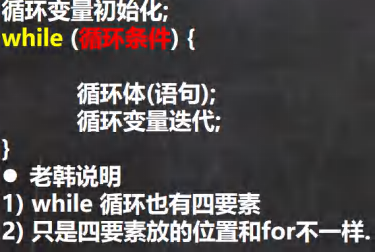 循环变量初始化;
while (循环条件) {
循环体(语句);
循环变量迭代;
}
● 老韩说明
1) while 循环也有四要素
2) 只是四要素放的位置和for不一样.